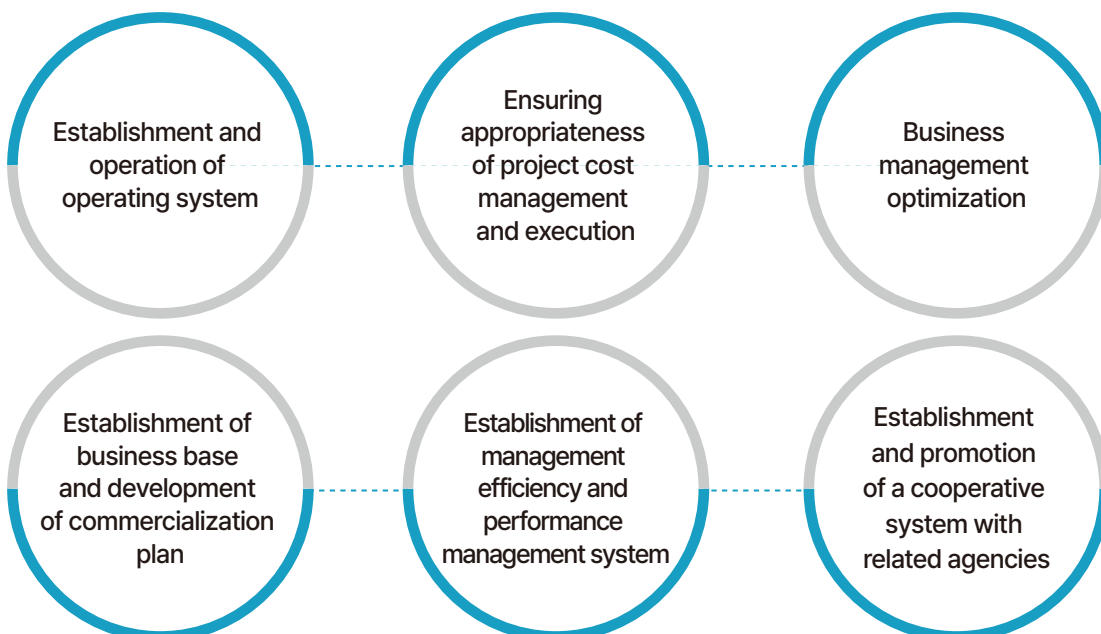 Establishment and
operation of
operating system
Ensuring
appropriateness
of project cost
management
and execution
Business
management
optimization
Establishment of
business base
and development
of commercialization
plan
Establishment of
management
efficiency and
performance
management system
Establishment
and promotion
of a cooperative
system with
related agencies